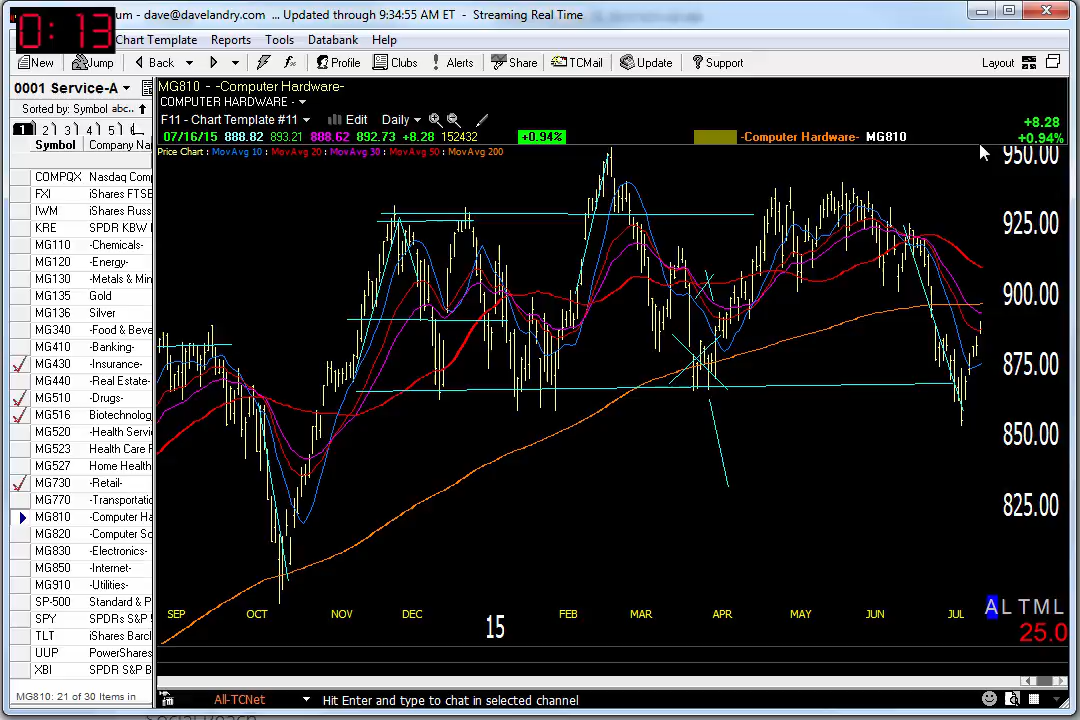 0:13
um - dave@davelandry.com ... Updated through 9:34:55 AM ET - Streaming Real Time
Chart Template Reports Tools Databank Help
New Jump Back Profile Clubs Alerts Share TCMail Update Support Layout
0001 Service-A
Sorted by: Symbol abc..
1 2 3 4 5 6
Symbol Company Na
COMPQX Nasdaq Comp
FXI iShares FTSE
IWM iShares Russ
KRE SPDR KBW
MG110 -Chemicals-
MG120 -Energy-
MG130 -Metals & Min
MG135 Gold
MG136 Silver
MG340 -Food & Beve
MG410 -Banking-
MG430 -Insurance-
MG440 -Real Estate-
MG510 -Drugs-
MG516 Biotechnolog
MG520 -Health Servi
MG523 Health Care F
MG527 Home Health
MG730 -Retail-
MG770 -Transportatio
MG810 -Computer Ha
MG820 -Computer So
MG830 -Electronics-
MG850 -Internet-
MG910 -Utilities-
SP-500 Standard & P
SPY SPDRs S&P
TLT iShares Barcl
UUP PowerShares
XBI SPDR S&P B
MG810: 21 of 30 Items in
MG810 - -Computer Hardware-
COMPUTER HARDWARE -
F11 - Chart Template #11 Edit Daily
07/16/15 888.82 893.21 888.62 892.73 +8.28 152432 +0.94% -Computer Hardware- MG810
+8.28
+0.94%
Price Chart : MovAvg 10 : MovAvg 20 : MovAvg 30 : MovAvg 50 : MovAvg 200
950.00
925.00
900.00
875.00
850.00
825.00
SEP OCT NOV DEC 15 FEB MAR APR MAY JUN JUL
A L T M L
25.0
All-TCNet Hit Enter and type to chat in selected channel